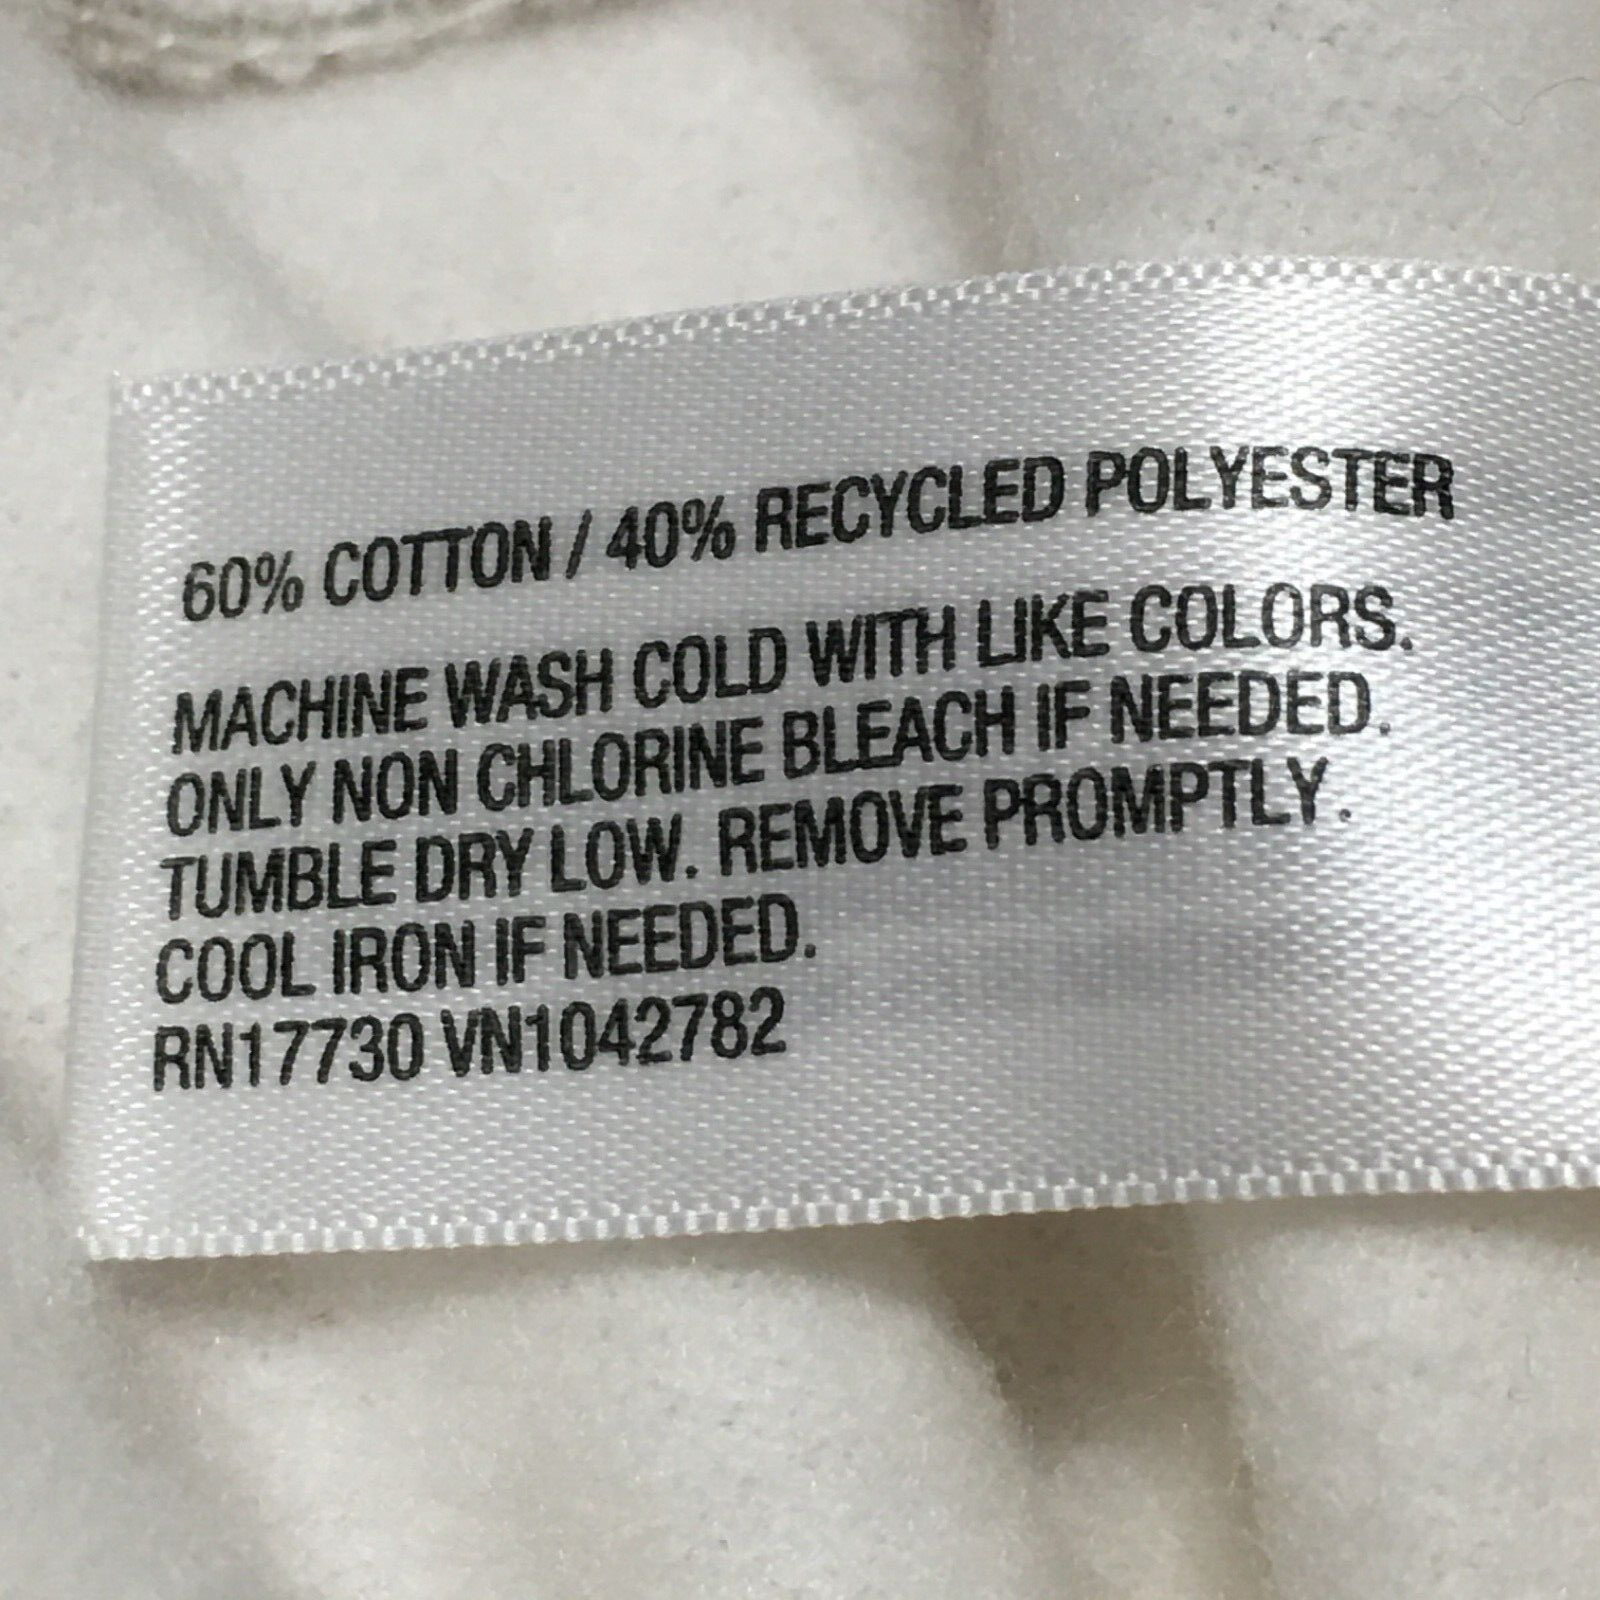 60% COTTON / 40% RECYCLED POLYESTER
MACHINE WASH COLD WITH LIKE COLORS.
ONLY NON CHLORINE BLEACH IF NEEDED.
TUMBLE DRY LOW. REMOVE PROMPTLY.
COOL IRON IF NEEDED.
RN17730 VN1042782